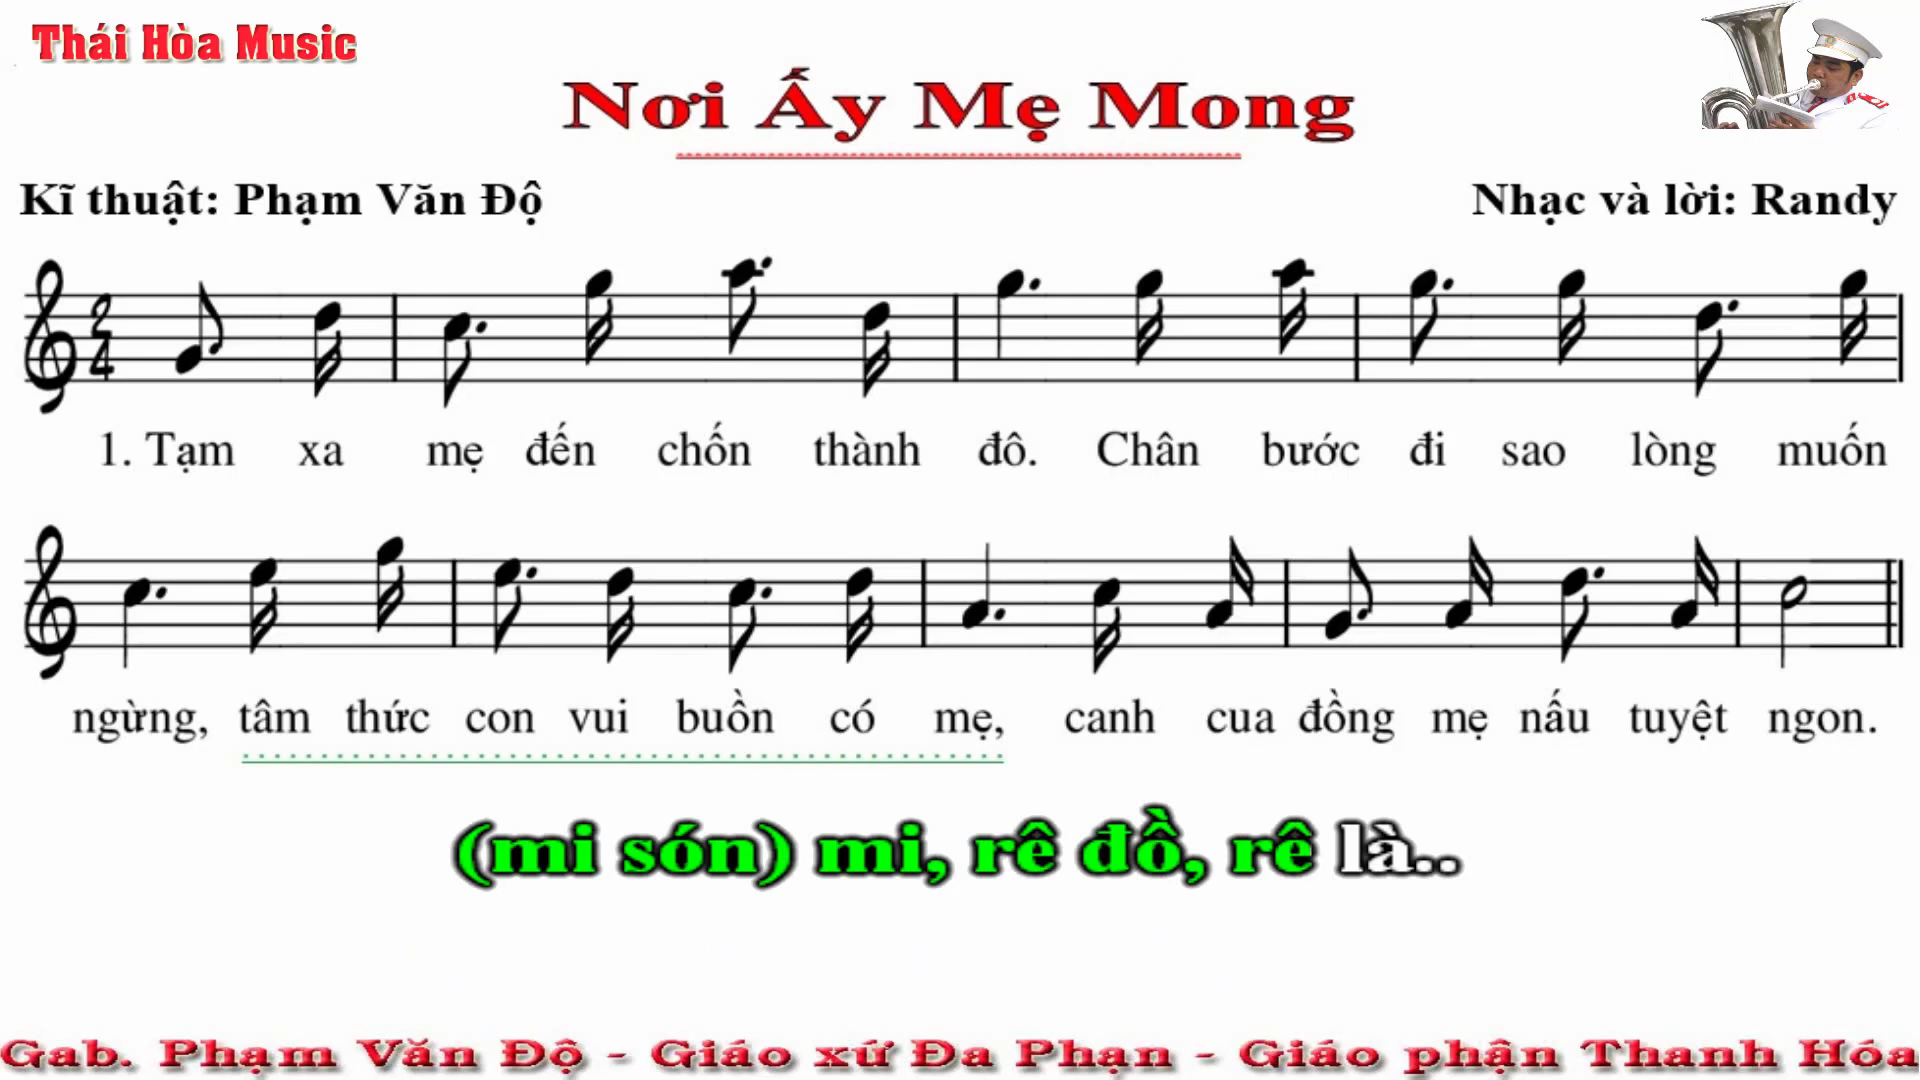 Thái Hòa Music
Nơi Ấy Mẹ Mong
Kĩ thuật: Phạm Văn Độ
Nhạc và lời: Randy
2
4
1. Tạm xa mẹ đến chốn thành đô. Chân bước đi sao lòng muốn
ngừng, tâm thức con vui buồn có mẹ, canh cua đồng mẹ nấu tuyệt ngon.
(mi són) mi, rê đồ, rê là..
Gab. Phạm Văn Độ - Giáo xứ Đa Phạn - Giáo phận Thanh Hóa